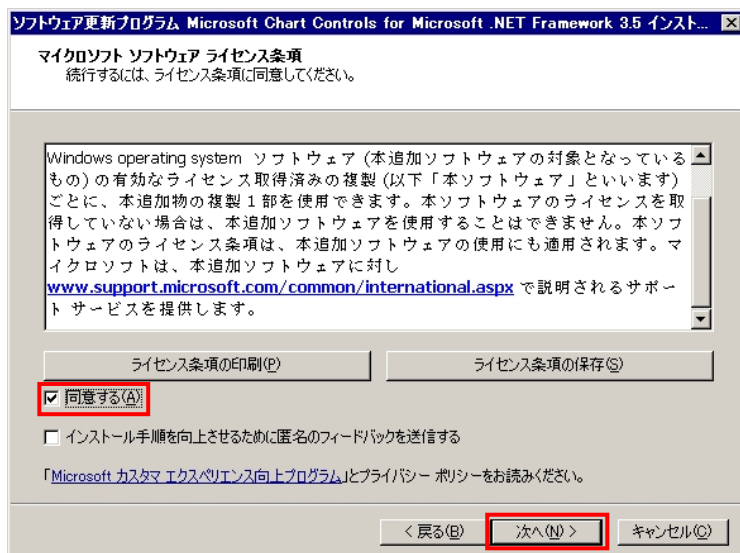 ソフトウェア更新プログラム Microsoft Chart Controls for Microsoft .NET Framework 3.5 インスト...
マイクロソフト ソフトウェア ライセンス条項
続行するには、ライセンス条項に同意してください。
Windows operating system ソフトウェア (本追加ソフトウェアの対象となっている
もの) の有効なライセンス取得済みの複製 (以下「本ソフトウェア」といいます)
ごとに、本追加物の複製 1 部を使用できます。本ソフトウェアのライセンスを取
得していない場合は、本追加ソフトウェアを使用することはできません。本ソフ
トウェアのライセンス条項は、本追加ソフトウェアの使用にも適用されます。マ
イクロソフトは、本追加ソフトウェアに対し
www.support.microsoft.com/common/international.aspx で説明されるサポー
ト サービスを提供します。
ライセンス条項の印刷(P)
ライセンス条項の保存(S)
同意する(A)
インストール手順を向上させるために匿名のフィードバックを送信する
「Microsoft カスタマ エクスペリエンス向上プログラム」とプライバシー ポリシーをお読みください。
< 戻る(B)
次へ(N) >
キャンセル(C)